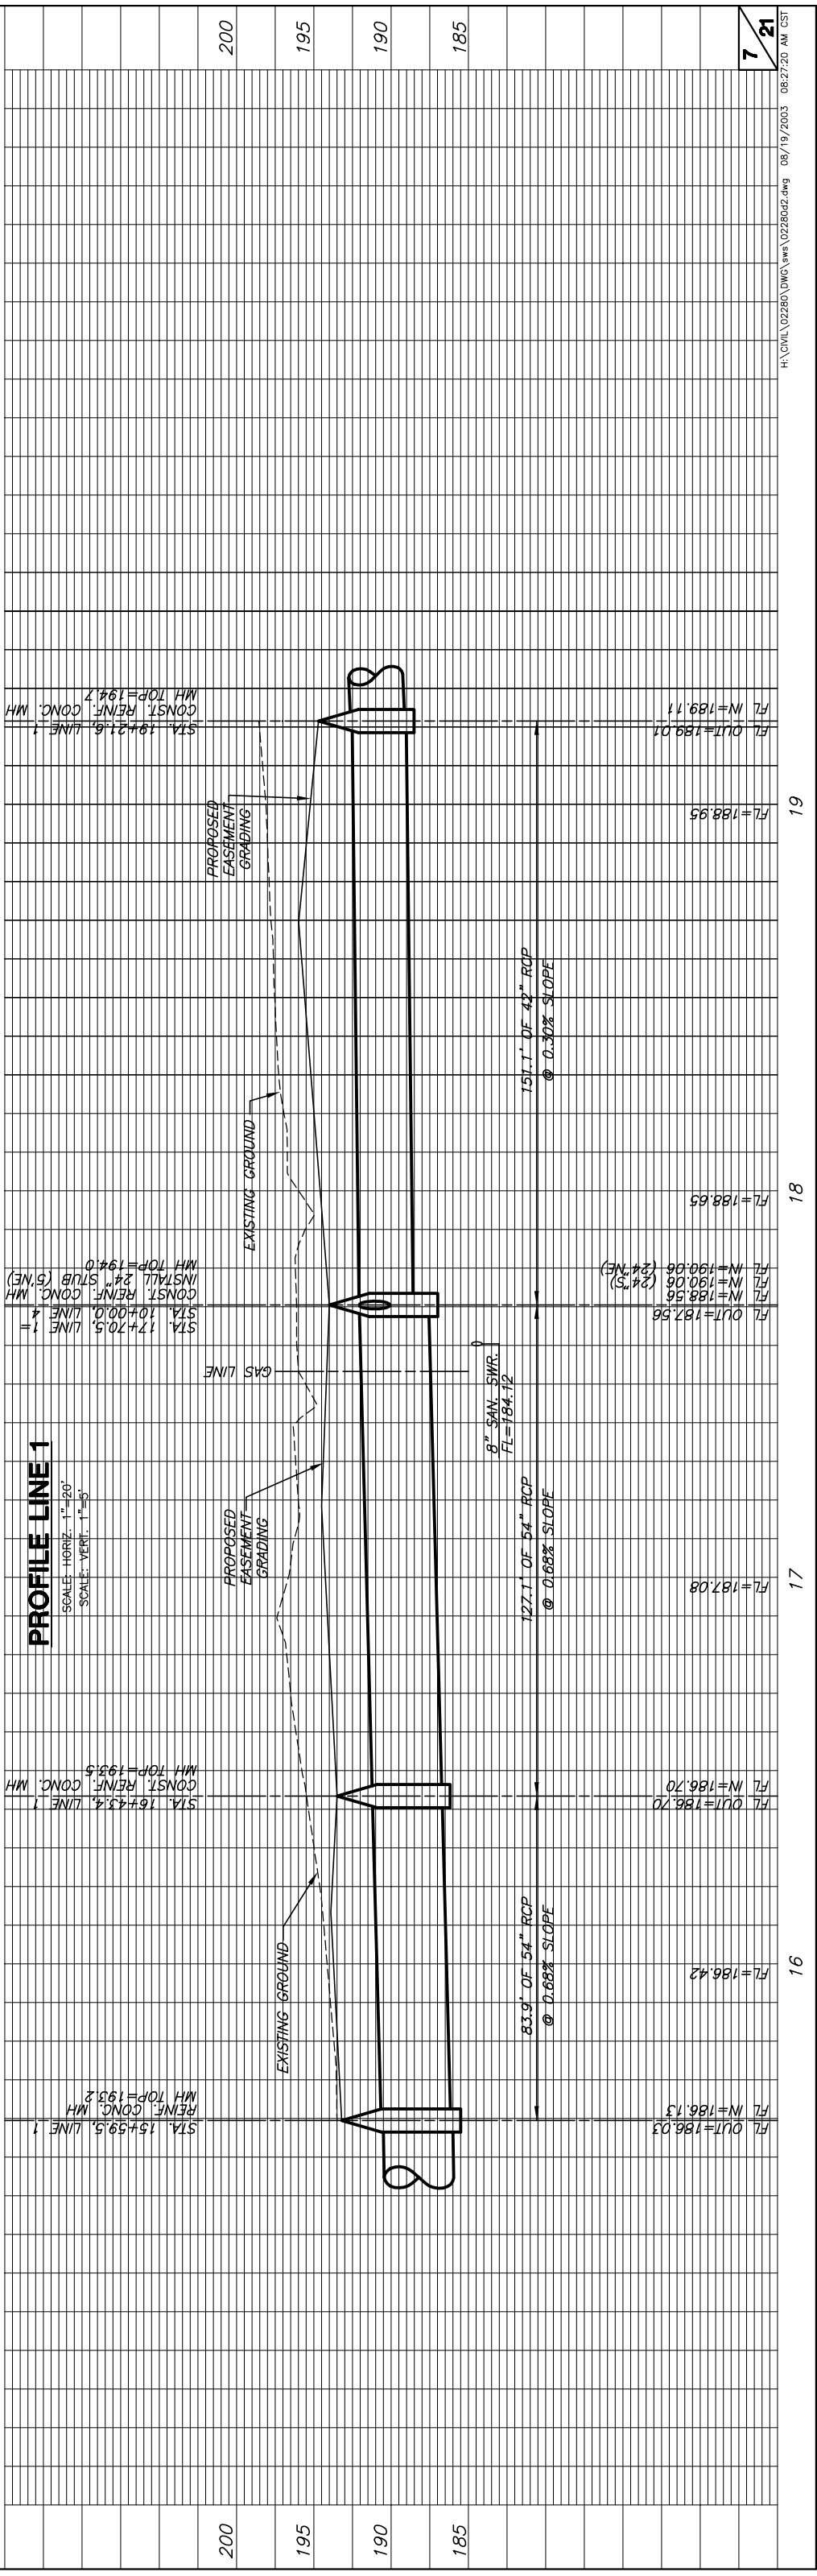 PROFILE LINE 1
SCALE: HORIZ. 1"=20'
SCALE: VERT. 1"=5'
200
195
190
185
200
195
190
185
STA. 15+59.5, LINE 1
REINF. CONC. MH
MH TOP=193.2
STA. 16+43.4, LINE 1
CONST. REINF. CONC. MH
MH TOP=193.5
STA. 17+70.5, LINE 1=
STA. 10+00.0, LINE 4
CONST. REINF. CONC. MH
INSTALL 24" STUB (5'NE)
MH TOP=194.0
STA. 19+21.6, LINE 1
CONST. REINF. CONC. MH
MH TOP=194.7
EXISTING GROUND
PROPOSED
EASEMENT
GRADING
GAS LINE
EXISTING GROUND
PROPOSED
EASEMENT
GRADING
8" SAN. SWR.
FL=184.12
83.9' OF 54" RCP
@ 0.68% SLOPE
127.1' OF 54" RCP
@ 0.68% SLOPE
151.1' OF 42" RCP
@ 0.30% SLOPE
FL OUT=186.03
FL IN=186.13
FL=186.42
FL OUT=186.70
FL IN=186.70
FL=187.08
FL OUT=187.56
FL IN=188.56
FL IN=190.06 (24"S)
FL IN=190.06 (24"NE)
FL=188.65
FL=188.95
FL OUT=189.01
FL IN=189.11
16
17
18
19
7
21
H:\CIVIL\02280\DWG\sws\02280d2.dwg 08/19/2003 08:27:20 AM CST